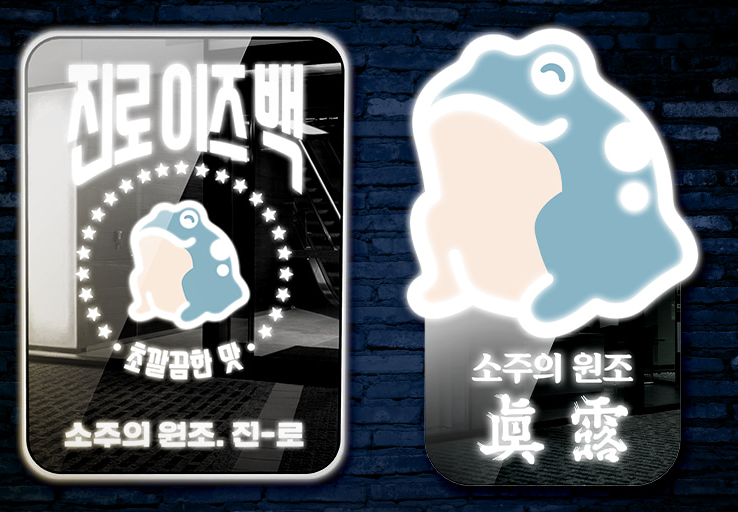 진로이즈백
• 초깔끔한 맛 •
소주의 원조. 진-로
소주의 원조
眞露